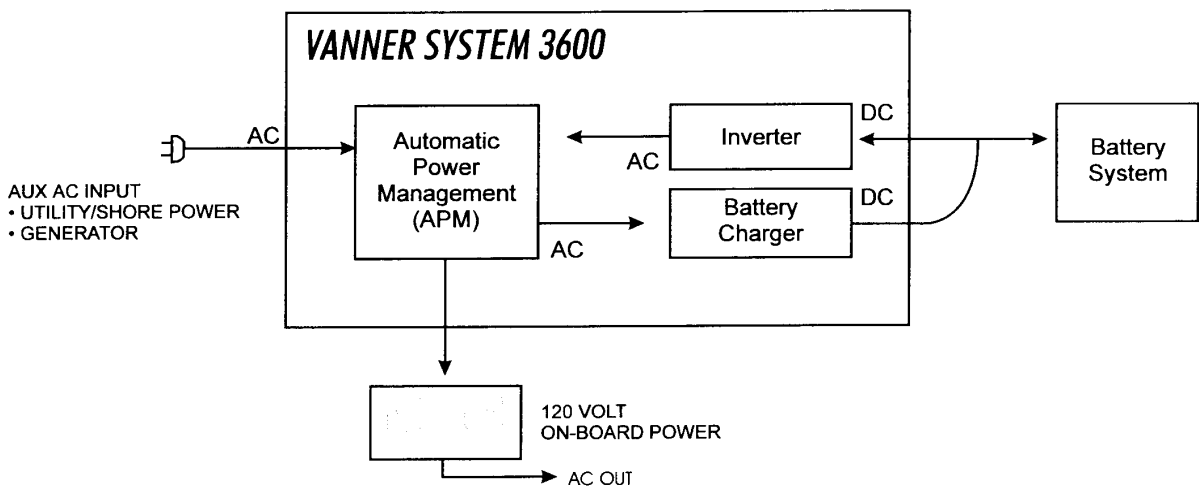 VANNER SYSTEM 3600
AC
Automatic
Power
Management
(APM)
AC
Inverter
DC
Battery
System
AUX AC INPUT
• UTILITY/SHORE POWER
• GENERATOR
AC
Battery
Charger
DC
120 VOLT
ON-BOARD POWER
AC OUT